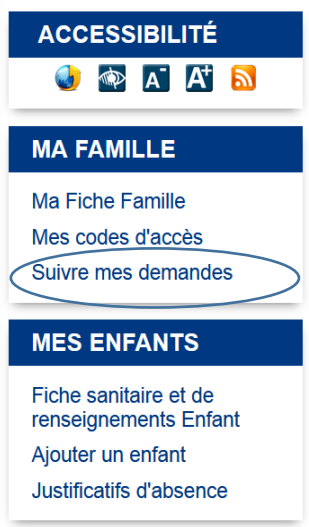 ACCESSIBILITÉ
A-
A+
MA FAMILLE
Ma Fiche Famille
Mes codes d'accès
Suivre mes demandes
MES ENFANTS
Fiche sanitaire et de
renseignements Enfant
Ajouter un enfant
Justificatifs d'absence